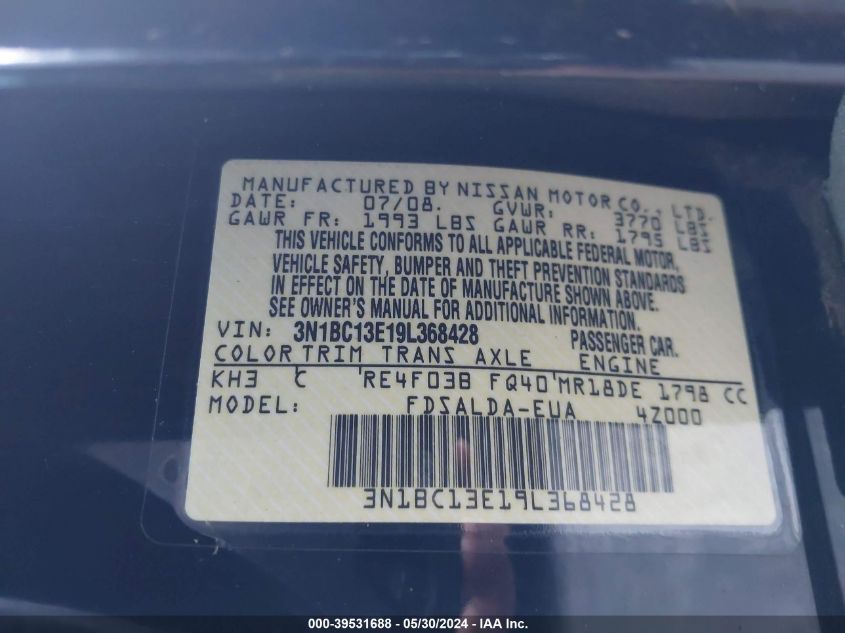 MANUFACTURED BY NISSAN MOTOR CO., LTD.
DATE: 07/08. GVWR: 3770 LBS
GAWR FR: 1993 LBS GAWR RR: 1795 LBS
THIS VEHICLE CONFORMS TO ALL APPLICABLE FEDERAL MOTOR,
VEHICLE SAFETY, BUMPER AND THEFT PREVENTION STANDARDS
IN EFFECT ON THE DATE OF MANUFACTURE SHOWN ABOVE.
SEE OWNER'S MANUAL FOR ADDITIONAL INFORMATION.
VIN: 3N1BC13E19L368428 PASSENGER CAR.
COLOR TRIM TRANS AXLE ENGINE
KH3 C RE4F03B FQ40 MR18DE 1798 CC
MODEL: FDSALDA-EUA 4Z000
3N1BC13E19L368428
000-39531688 - 05/30/2024 - IAA Inc.